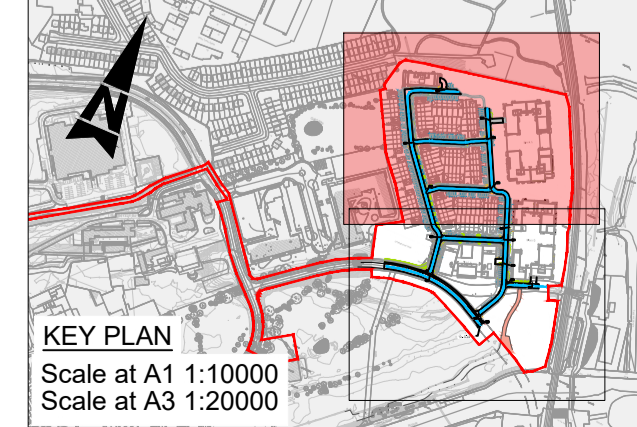 N
KEY PLAN
Scale at A1 1:10000
Scale at A3 1:20000